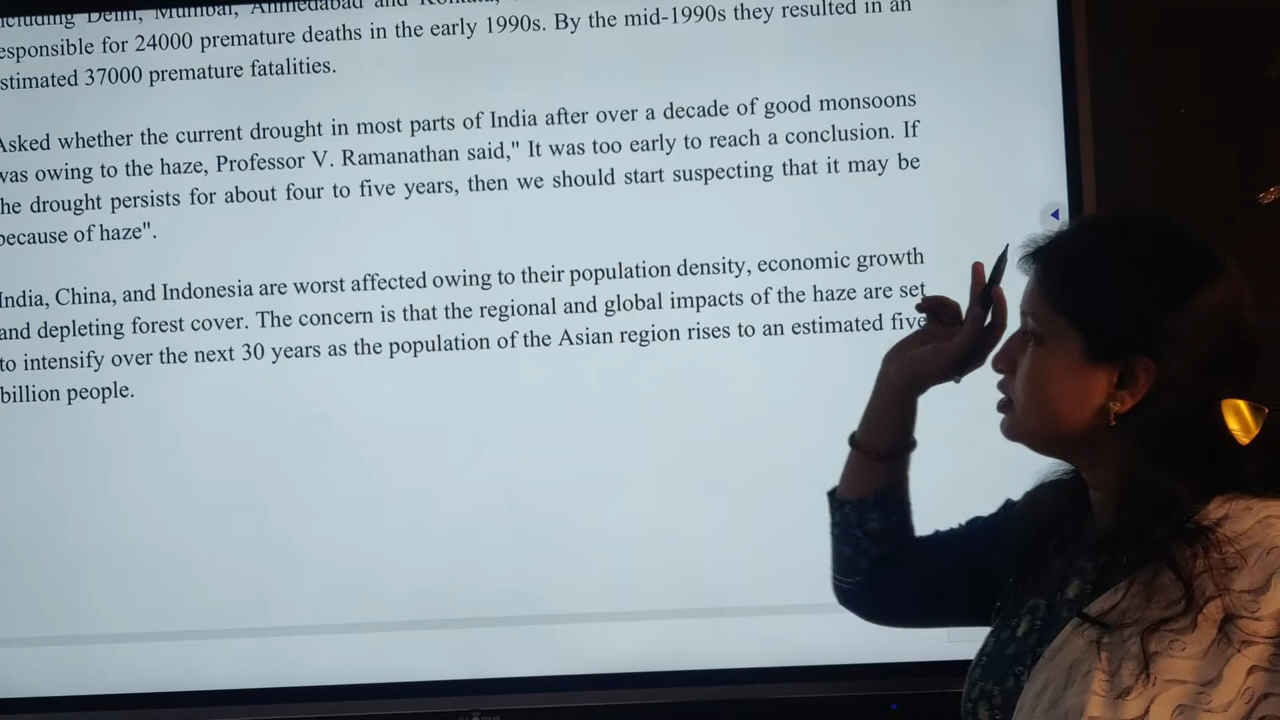 Delhi, Mumbai, Ahmedabad and
esponsible for 24000 premature deaths in the early 1990s. By the mid-1990s they resulted in an
stimated 37000 premature fatalities.
Asked whether the current drought in most parts of India after over a decade of good monsoons
was owing to the haze, Professor V. Ramanathan said," It was too early to reach a conclusion. If
he drought persists for about four to five years, then we should start suspecting that it may be
because of haze".
India, China, and Indonesia are worst affected owing to their population density, economic growth
and depleting forest cover. The concern is that the regional and global impacts of the haze are set
to intensify over the next 30 years as the population of the Asian region rises to an estimated five
billion people.